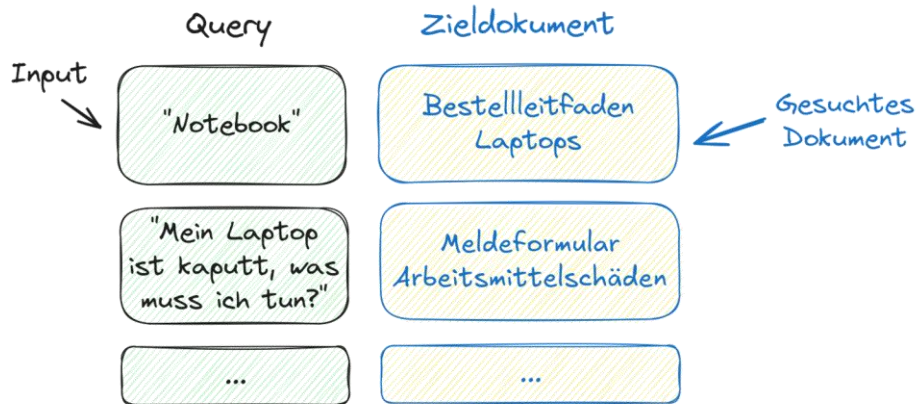 Query
Zieldokument
Input
"Notebook"
Bestellleitfaden
Laptops
Gesuchtes
Dokument
"Mein Laptop
ist kaputt, was
muss ich tun?"
Meldeformular
Arbeitsmittelschäden
...
...